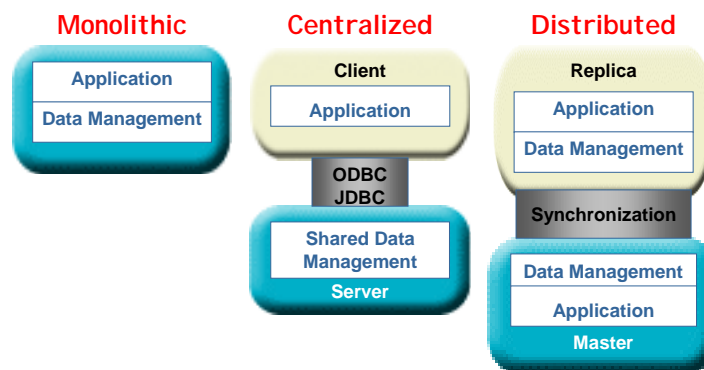 Monolithic
Application
Data Management
Centralized
Client
Application
ODBC
JDBC
Shared Data
Management
Server
Distributed
Replica
Application
Data Management
Synchronization
Data Management
Application
Master